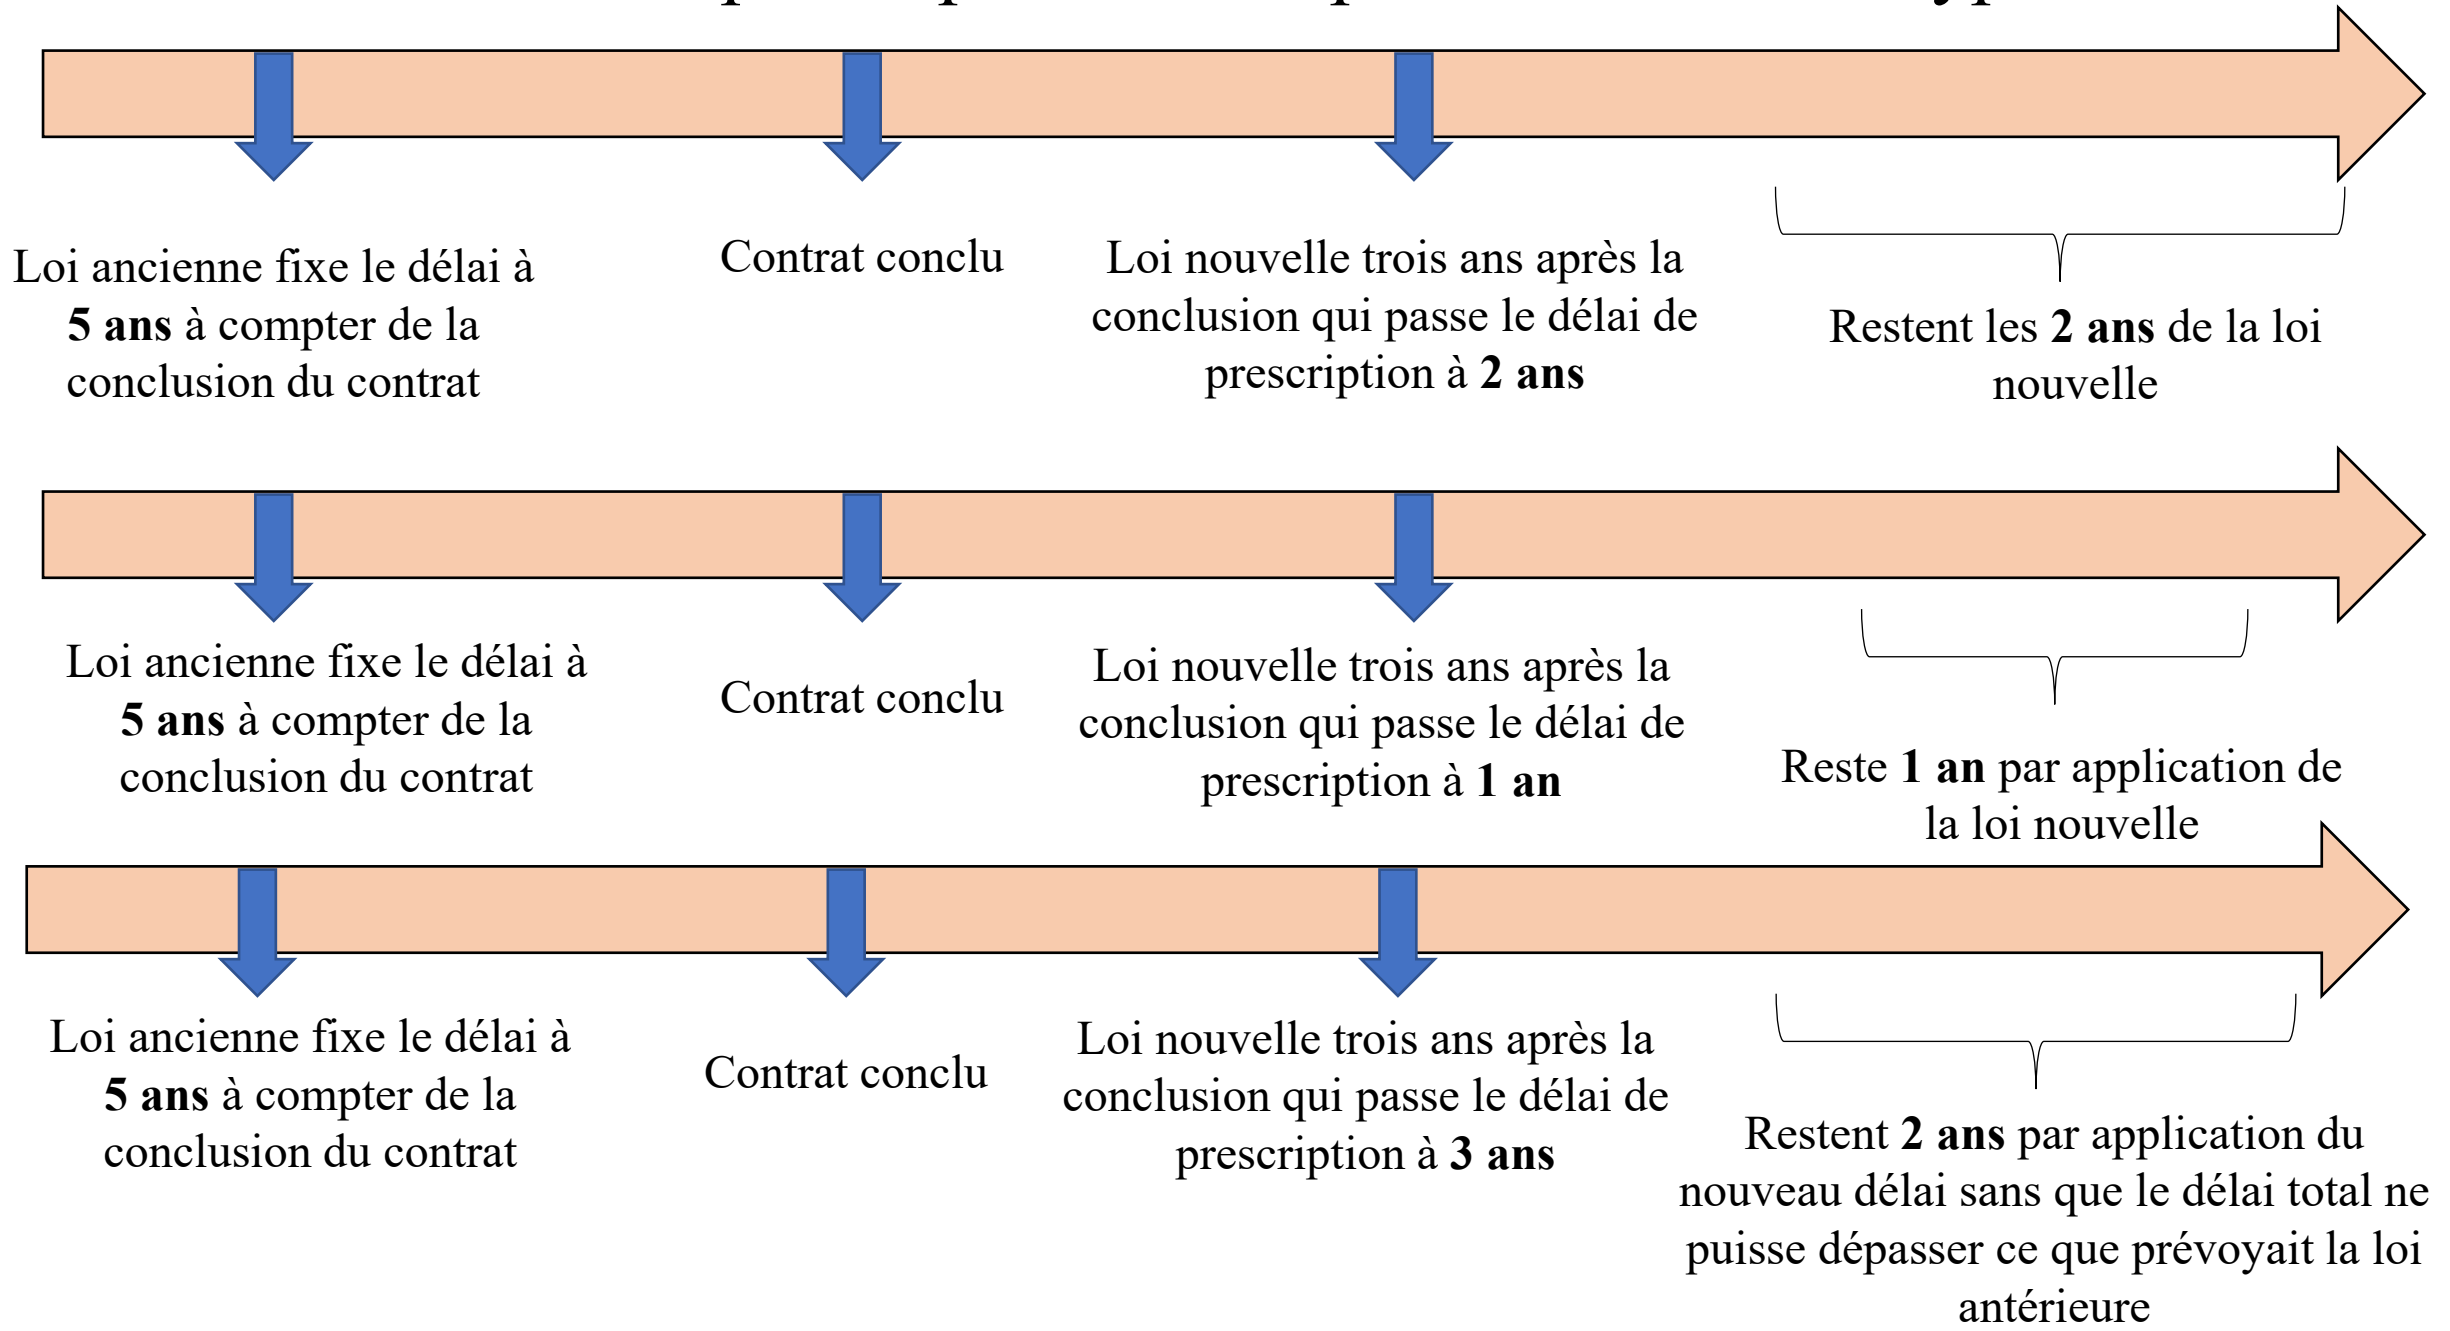 Loi ancienne fixe le délai à
5 ans à compter de la
conclusion du contrat
Contrat conclu
Loi nouvelle trois ans après la
conclusion qui passe le délai de
prescription à 2 ans
Restent les 2 ans de la loi
nouvelle
Loi ancienne fixe le délai à
5 ans à compter de la
conclusion du contrat
Contrat conclu
Loi nouvelle trois ans après la
conclusion qui passe le délai de
prescription à 1 an
Reste 1 an par application de
la loi nouvelle
Loi ancienne fixe le délai à
5 ans à compter de la
conclusion du contrat
Contrat conclu
Loi nouvelle trois ans après la
conclusion qui passe le délai de
prescription à 3 ans
Restent 2 ans par application du
nouveau délai sans que le délai total ne
puisse dépasser ce que prévoyait la loi
antérieure